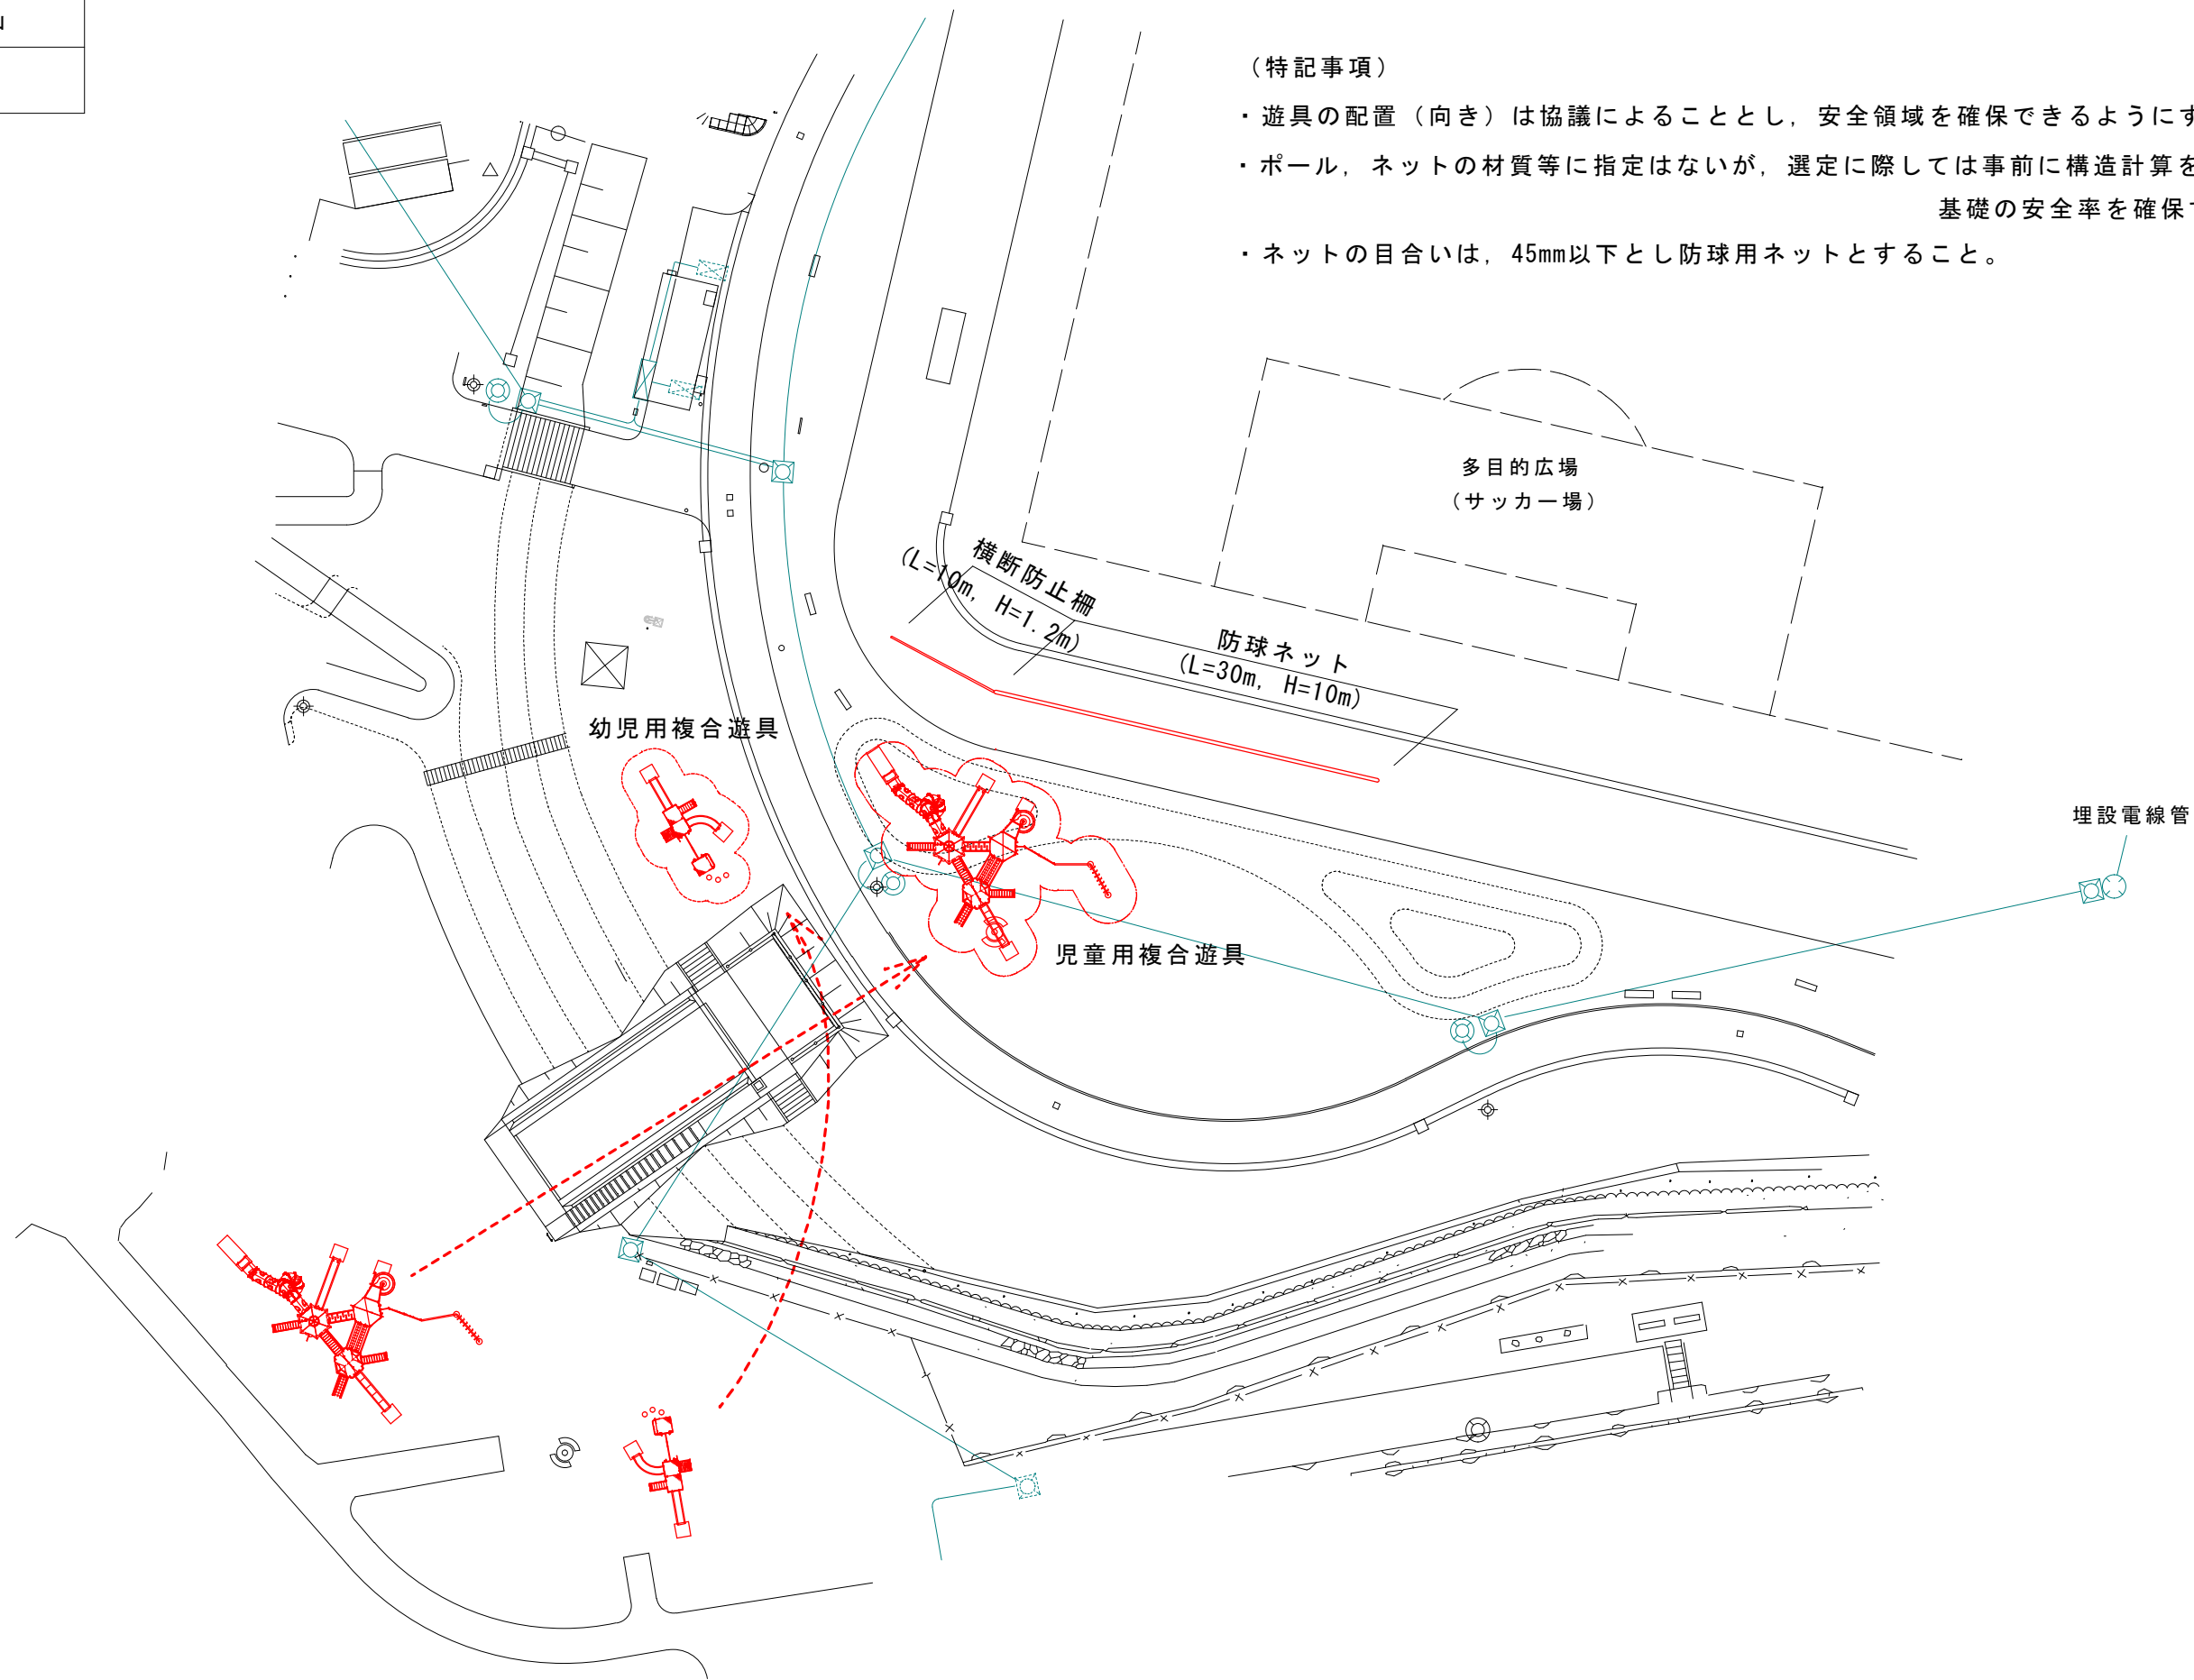 （特記事項）
・遊具の配置（向き）は協議によることとし，安全領域を確保できるようにす
・ポール，ネットの材質等に指定はないが，選定に際しては事前に構造計算を
基礎の安全率を確保
・ネットの目合いは，45mm以下とし防球用ネットとすること。
多目的広場
（サッカー場）
横断防止柵
(L=10m, H=1.2m)
防球ネット
(L=30m, H=10m)
幼児用複合遊具
埋設電線管
児童用複合遊具